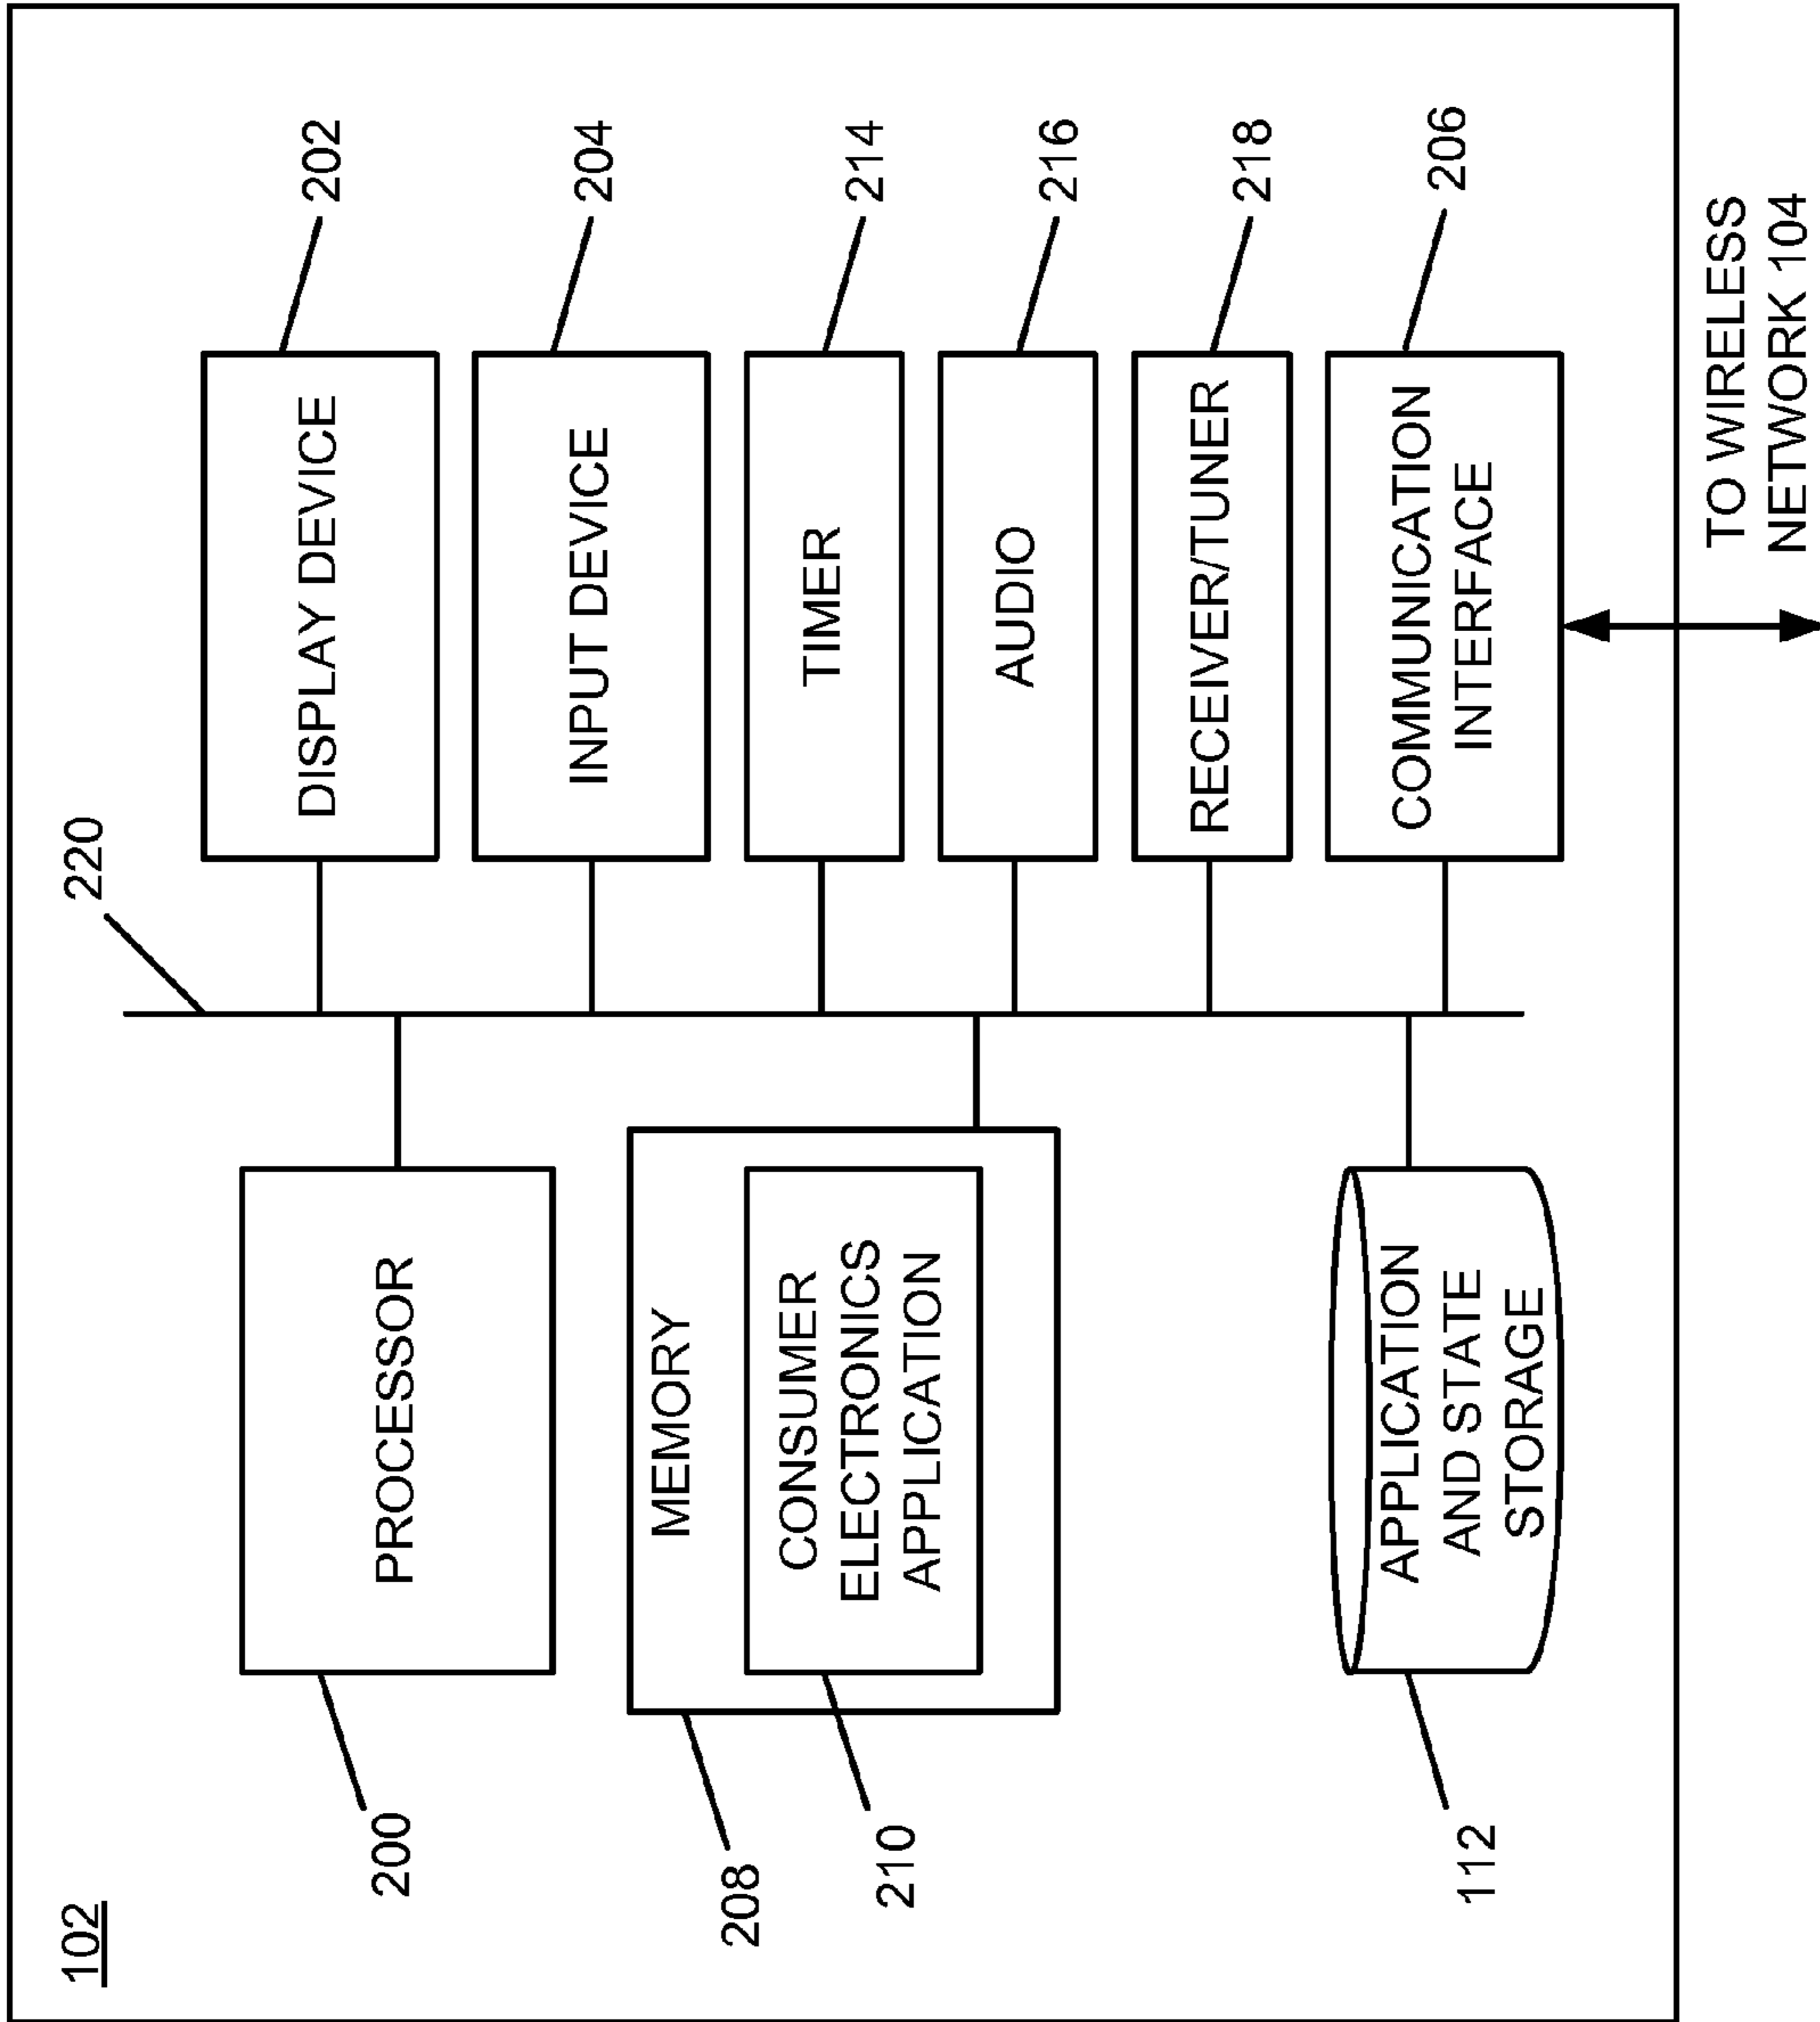 102
220
200
PROCESSOR
DISPLAY DEVICE
202
INPUT DEVICE
204
208
MEMORY
210
CONSUMER
ELECTRONICS
APPLICATION
TIMER
214
AUDIO
216
RECEIVER/TUNER
218
112
APPLICATION
AND STATE
STORAGE
COMMUNICATION
INTERFACE
206
TO WIRELESS
NETWORK 104